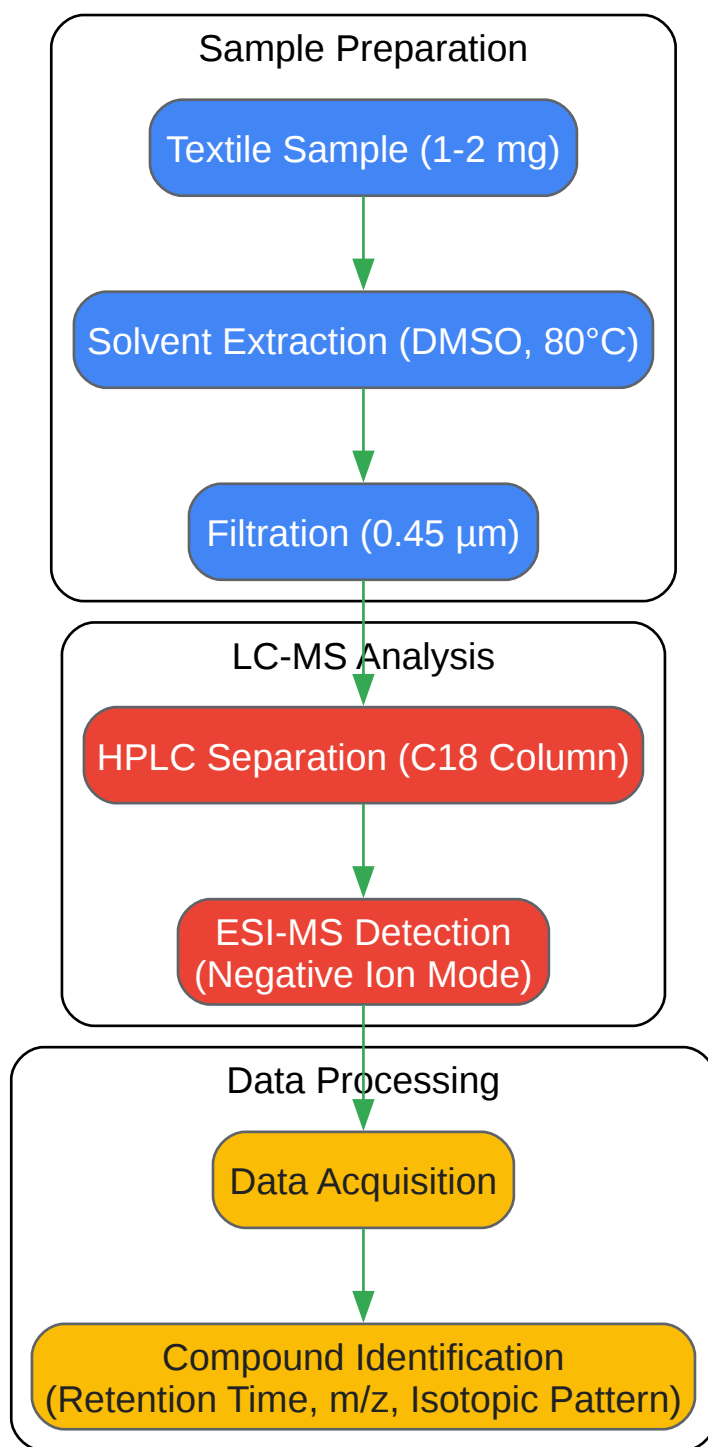 Sample Preparation
Textile Sample (1-2 mg)
Solvent Extraction (DMSO, 80°C)
Filtration (0.45 µm)
LC-MS Analysis
HPLC Separation (C18 Column)
ESI-MS Detection
(Negative Ion Mode)
Data Processing
Data Acquisition
Compound Identification
(Retention Time, m/z, Isotopic Pattern)